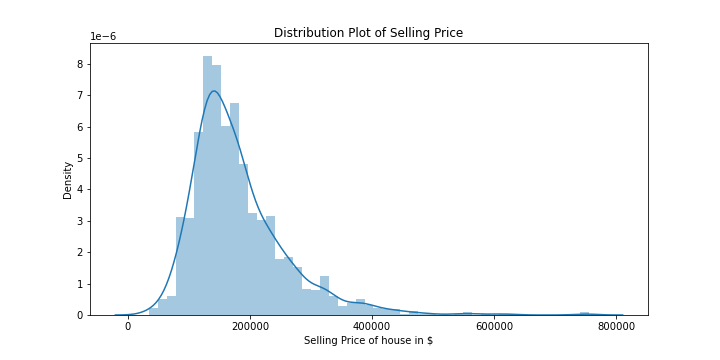 Distribution Plot of Selling Price
1e−6
8
7
6
5
4
3
2
1
0
Density
0 200000 400000 600000 800000
Selling Price of house in $